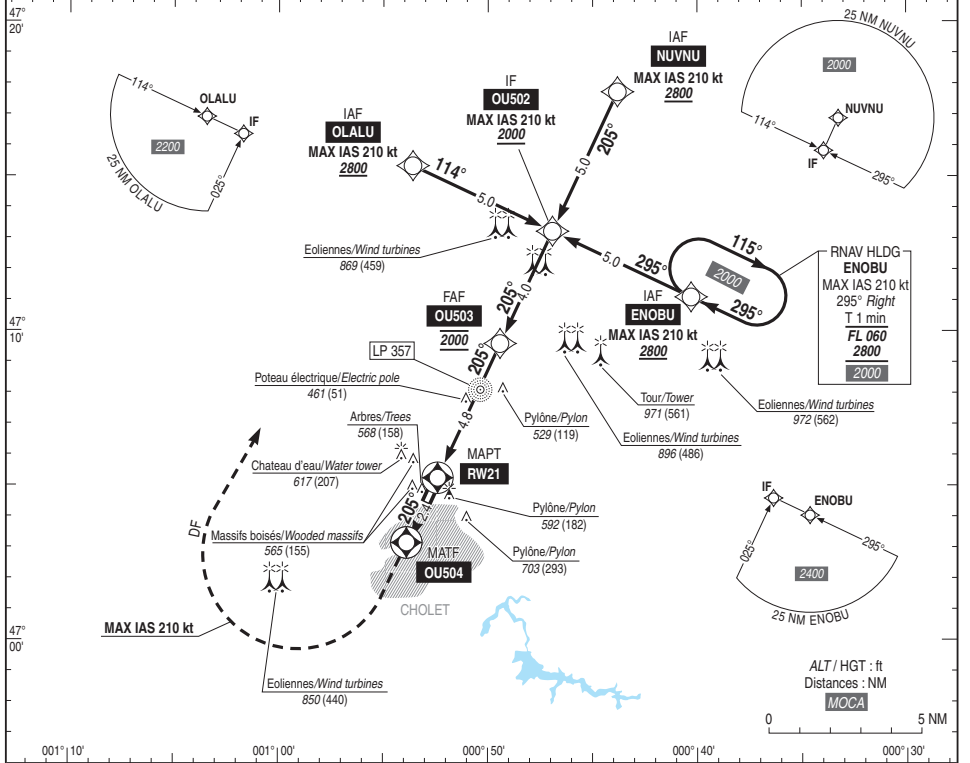 47°
20'
25 NM NUVNU
2000
NUVNU
IF
114°
295°
IAF
NUVNU
MAX IAS 210 kt
2800
205°
5.0
IF
OU502
MAX IAS 210 kt
2000
IAF
OLALU
MAX IAS 210 kt
2800
114°
5.0
114°
OLALU
IF
2200
25 NM OLALU
025°
Eoliennes/Wind turbines
869 (459)
205°
4.0
5.0
295°
115°
2000
295°
IAF
ENOBU
MAX IAS 210 kt
2800
RNAV HLDG
ENOBU
MAX IAS 210 kt
295° Right
T 1 min
FL 060
2800
2000
47°
10'
FAF
OU503
2000
LP 357
205°
4.8
Poteau électrique/Electric pole
461 (51)
Pylône/Pylon
529 (119)
Tour/Tower
971 (561)
Eoliennes/Wind turbines
896 (486)
Eoliennes/Wind turbines
972 (562)
Arbres/Trees
568 (158)
Chateau d'eau/Water tower
617 (207)
MAPT
RW21
205°
2.4
Pylône/Pylon
592 (182)
Massifs boisés/Wooded massifs
565 (155)
Pylône/Pylon
703 (293)
MATF
OU504
CHOLET
DF
MAX IAS 210 kt
Eoliennes/Wind turbines
850 (440)
47°
00'
IF
ENOBU
025°
295°
2400
25 NM ENOBU
ALT / HGT : ft
Distances : NM
MOCA
0 5 NM
001°10' 001°00' 000°50' 000°40' 000°30'